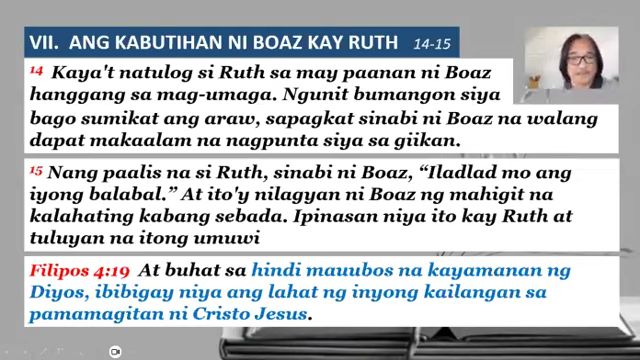 VII. ANG KABUTIHAN NI BOAZ KAY RUTH 14-15
14 Kaya't natulog si Ruth sa may paanan ni Boaz
hanggang sa mag-umaga. Ngunit bumangon siya
bago sumikat ang araw, sapagkat sinabi ni Boaz na walang
dapat makaalam na nagpunta siya sa giikan.
15 Nang paalis na si Ruth, sinabi ni Boaz, “Iladlad mo ang
iyong balabal.” At ito'y nilagyan ni Boaz ng mahigit na
kalahating kabang sebada. Ipinasan niya ito kay Ruth at
tuluyan na itong umuwi
Filipos 4:19 At buhat sa hindi mauubos na kayamanan ng
Diyos, ibibigay niya ang lahat ng inyong kailangan sa
pamamagitan ni Cristo Jesus.